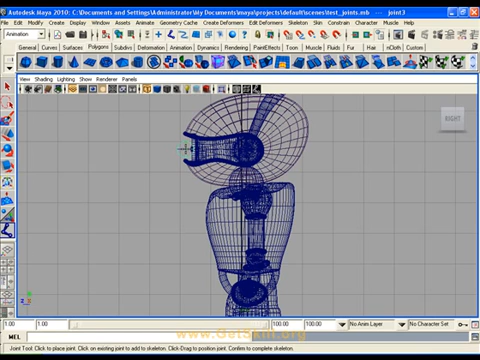 Autodesk Maya 2010: C:\Documents and Settings\Administrator\My Documents\maya\projects\default\scenes\test_joints.mb --- joint3
File Edit Modify Create Display Window Assets Animate Geometry Cache Create Deformers Edit Deformers Skeleton Skin Constrain Character
Animation
General Curves Surfaces Polygons Subdivs Deformation Animation Dynamics Rendering PaintEffects Toon Muscle Fluids Fur Hair nCloth Custom
View Shading Lighting Show Renderer Panels
RIGHT
1.00 1.00 100.00 100.00 No Anim Layer No Character Set
MEL
Joint Tool: Click to place joint. Click on existing joint to add to skeleton. Click-Drag to position joint. Confirm to complete skeleton.